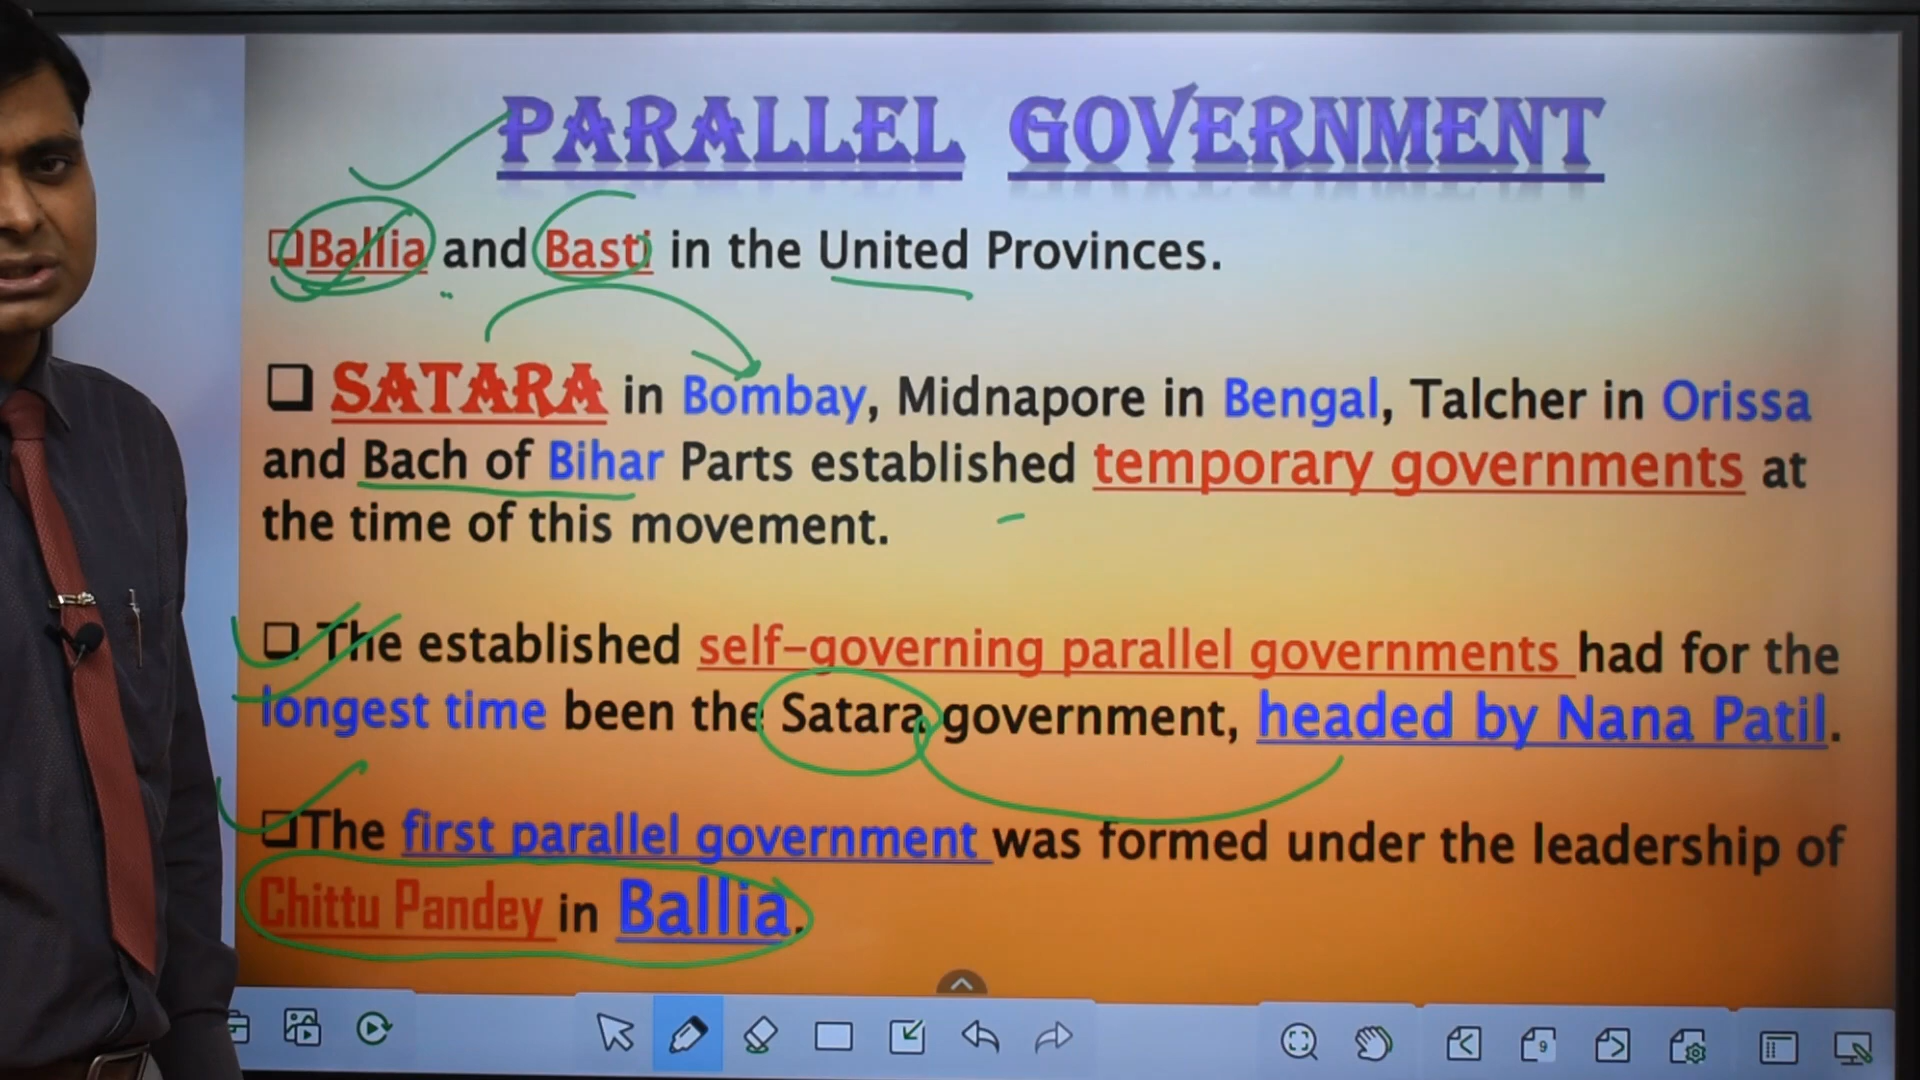 PARALLEL GOVERNMENT
Ballia and Basti in the United Provinces.
SATARA in Bombay, Midnapore in Bengal, Talcher in Orissa
and Bach of Bihar Parts established temporary governments at
the time of this movement.
The established self-governing parallel governments had for the
longest time been the Satara government, headed by Nana Patil.
The first parallel government was formed under the leadership of
Chittu Pandey in Ballia.
9